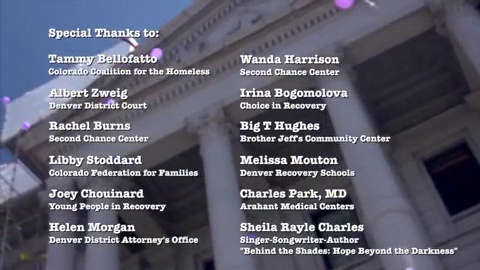 Special Thanks to:
Tammy Bellofatto
Colorado Coalition for the Homeless
Albert Zweig
Denver District Court
Rachel Burns
Second Chance Center
Libby Stoddard
Colorado Federation for Families
Joey Chouinard
Young People in Recovery
Helen Morgan
Denver District Attorney's Office
Wanda Harrison
Second Chance Center
Irina Bogomolova
Choice in Recovery
Big T Hughes
Brother Jeff's Community Center
Melissa Mouton
Denver Recovery Schools
Charles Park, MD
Arahant Medical Centers
Sheila Rayle Charles
Singer-Songwriter-Author
"Behind the Shades: Hope Beyond the Darkness"